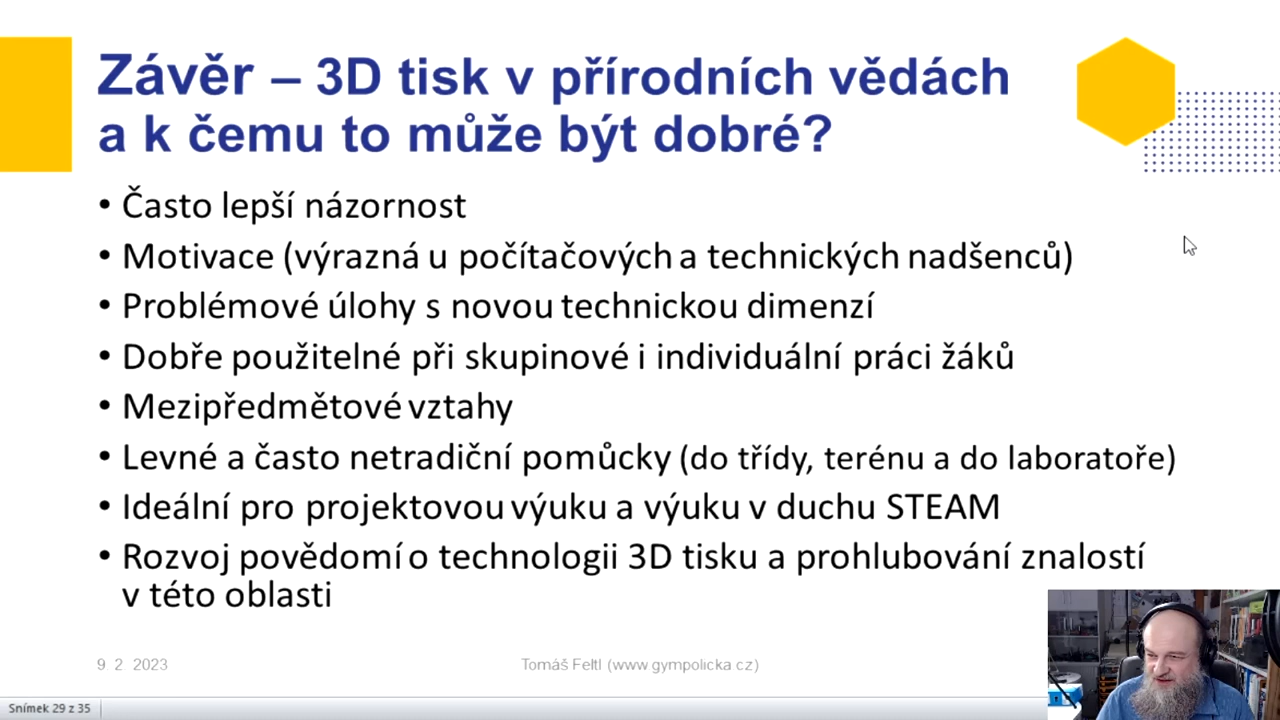 Závěr – 3D tisk v přírodních vědách
a k čemu to může být dobré?
• Často lepší názornost
• Motivace (výrazná u počítačových a technických nadšenců)
• Problémové úlohy s novou technickou dimenzí
• Dobře použitelné při skupinové i individuální práci žáků
• Mezipředmětové vztahy
• Levné a často netradiční pomůcky (do třídy, terénu a do laboratoře)
• Ideální pro projektovou výuku a výuku v duchu STEAM
• Rozvoj povědomí o technologii 3D tisku a prohlubování znalostí
v této oblasti
9. 2. 2023
Tomáš Feltl (www.gympolicka.cz)
Snímek 29 z 35